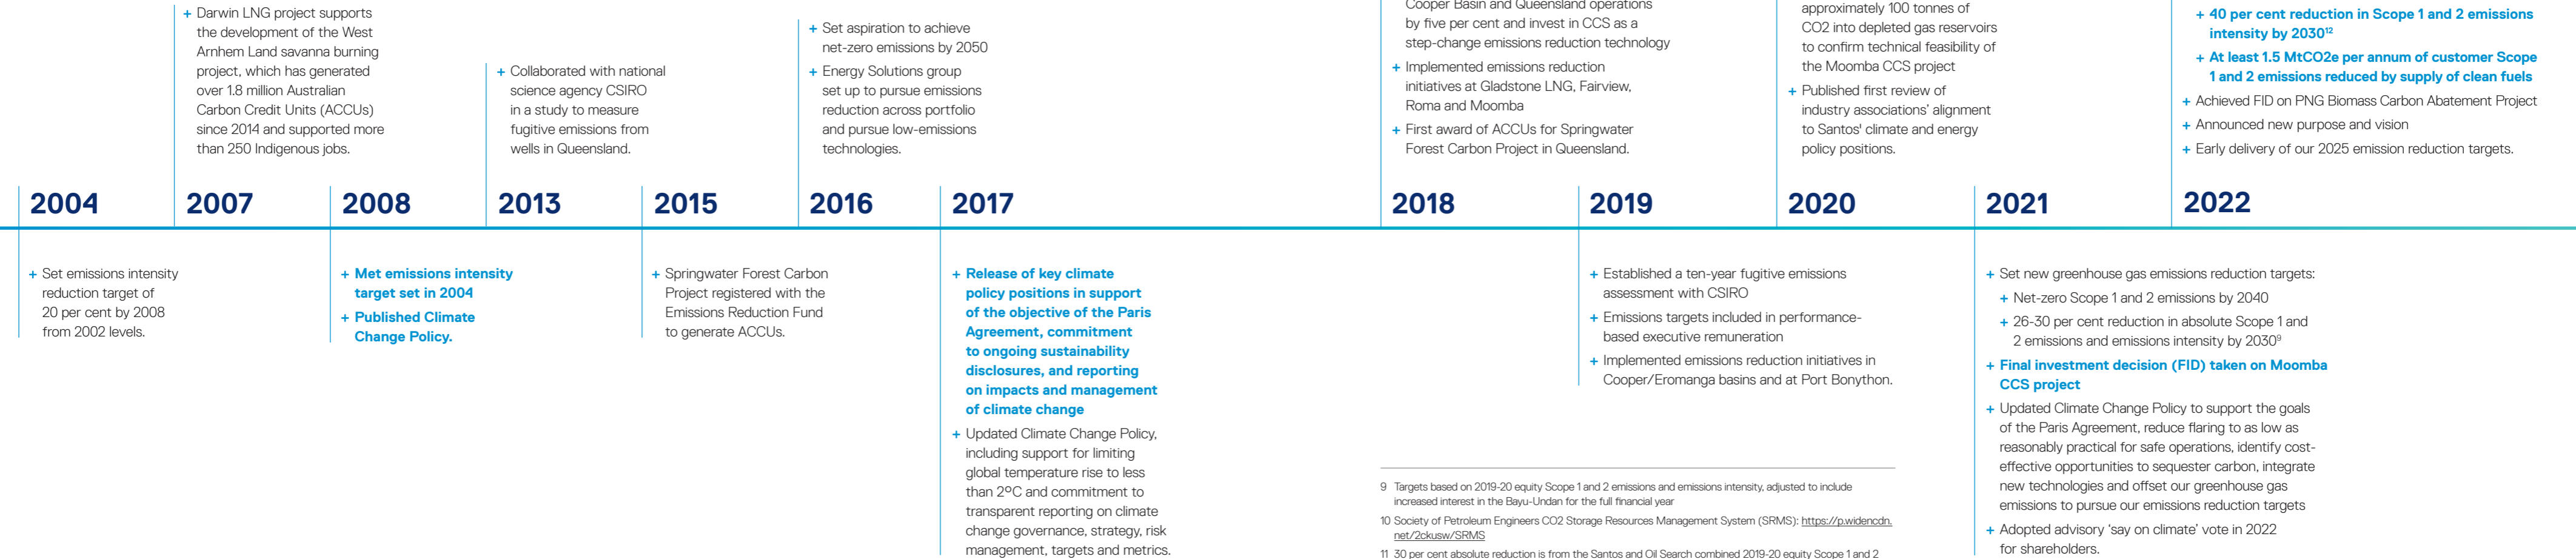 + Darwin LNG project supports
the development of the West
Arnhem Land savanna burning
project, which has generated
over 1.8 million Australian
Carbon Credit Units (ACCUs)
since 2014 and supported more
than 250 Indigenous jobs.
+ Collaborated with national
science agency CSIRO
in a study to measure
fugitive emissions from
wells in Queensland.
+ Set aspiration to achieve
net-zero emissions by 2050
+ Energy Solutions group
set up to pursue emissions
reduction across portfolio
and pursue low-emissions
technologies.
Cooper Basin and Queensland operations
by five per cent and invest in CCS as a
step-change emissions reduction technology
+ Implemented emissions reduction
initiatives at Gladstone LNG, Fairview,
Roma and Moomba
+ First award of ACCUs for Springwater
Forest Carbon Project in Queensland.
approximately 100 tonnes of
CO2 into depleted gas reservoirs
to confirm technical feasibility of
the Moomba CCS project
+ Published first review of
industry associations' alignment
to Santos' climate and energy
policy positions.
+ 40 per cent reduction in Scope 1 and 2 emissions
intensity by 2030¹²
+ At least 1.5 MtCO2e per annum of customer Scope
1 and 2 emissions reduced by supply of clean fuels
+ Achieved FID on PNG Biomass Carbon Abatement Project
+ Announced new purpose and vision
+ Early delivery of our 2025 emission reduction targets.
2004
2007
2008
2013
2015
2016
2017
2018
2019
2020
2021
2022
+ Set emissions intensity
reduction target of
20 per cent by 2008
from 2002 levels.
+ Met emissions intensity
target set in 2004
+ Published Climate
Change Policy.
+ Springwater Forest Carbon
Project registered with the
Emissions Reduction Fund
to generate ACCUs.
+ Release of key climate
policy positions in support
of the objective of the Paris
Agreement, commitment
to ongoing sustainability
disclosures, and reporting
on impacts and management
of climate change
+ Updated Climate Change Policy,
including support for limiting
global temperature rise to less
than 2ºC and commitment to
transparent reporting on climate
change governance, strategy, risk
management, targets and metrics.
+ Established a ten-year fugitive emissions
assessment with CSIRO
+ Emissions targets included in performance-
based executive remuneration
+ Implemented emissions reduction initiatives in
Cooper/Eromanga basins and at Port Bonython.
9 Targets based on 2019-20 equity Scope 1 and 2 emissions and emissions intensity, adjusted to include
increased interest in the Bayu-Undan for the full financial year
10 Society of Petroleum Engineers CO2 Storage Resources Management System (SRMS): https://p.widencdn.
net/2ckusw/SRMS
11 30 per cent absolute reduction is from the Santos and Oil Search combined 2019-20 equity Scope 1 and 2
+ Set new greenhouse gas emissions reduction targets:
+ Net-zero Scope 1 and 2 emissions by 2040
+ 26-30 per cent reduction in absolute Scope 1 and
2 emissions and emissions intensity by 2030⁹
+ Final investment decision (FID) taken on Moomba
CCS project
+ Updated Climate Change Policy to support the goals
of the Paris Agreement, reduce flaring to as low as
reasonably practical for safe operations, identify cost-
effective opportunities to sequester carbon, integrate
new technologies and offset our greenhouse gas
emissions to pursue our emissions reduction targets
+ Adopted advisory 'say on climate' vote in 2022
for shareholders.